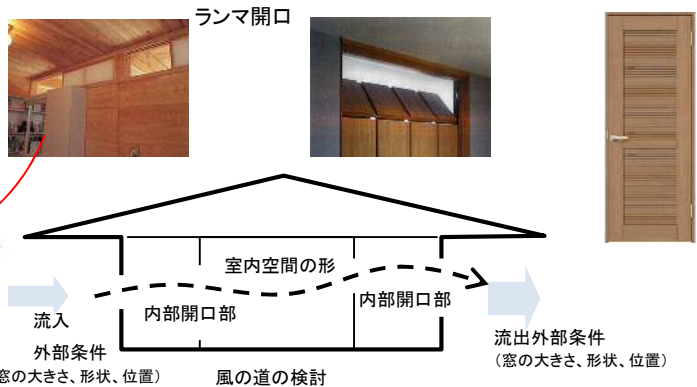 ランマ開口
室内空間の形
内部開口部
内部開口部
流入
外部条件
窓の大きさ、形状、位置）
風の道の検討
流出外部条件
（窓の大きさ、形状、位置）